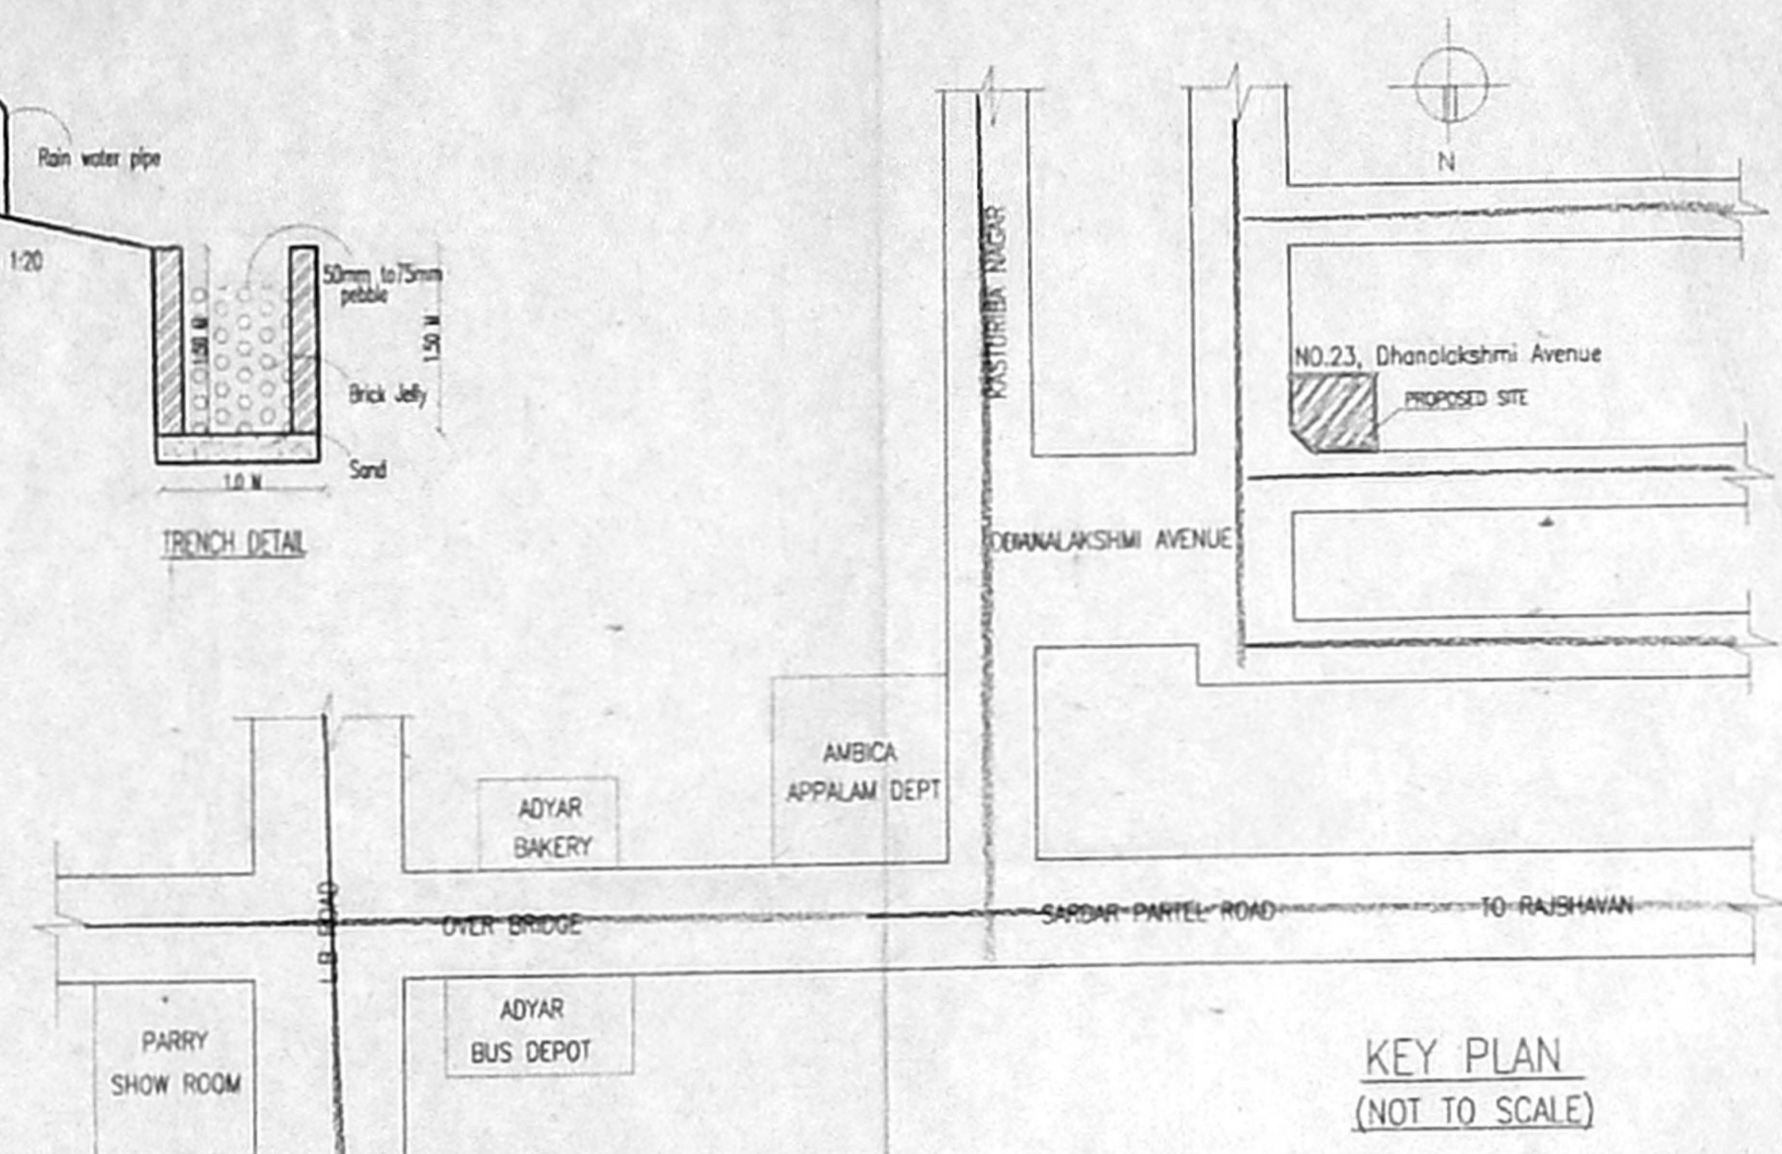 Rain water pipe
1:20
50mm to 75mm
pebble
1.50 M
1.50 M
Brick Jelly
Sand
1.0 M
TRENCH DETAIL
N
KASTURIBA NAGAR
NO.23, Dhanalakshmi Avenue
PROPOSED SITE
DHANALAKSHMI AVENUE
AMBICA
APPALAM DEPT
ADYAR
BAKERY
L B ROAD
OVER BRIDGE
SARDAR PARTEL ROAD
TO RAJBHAVAN
PARRY
SHOW ROOM
ADYAR
BUS DEPOT
KEY PLAN
(NOT TO SCALE)